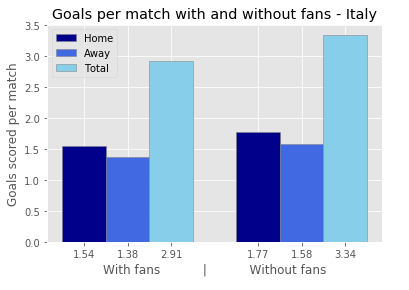 Goals per match with and without fans - Italy
Goals scored per match
3.5
3.0
2.5
2.0
1.5
1.0
0.5
0.0
Home
Away
Total
1.54 1.38 2.91 1.77 1.58 3.34
With fans | Without fans